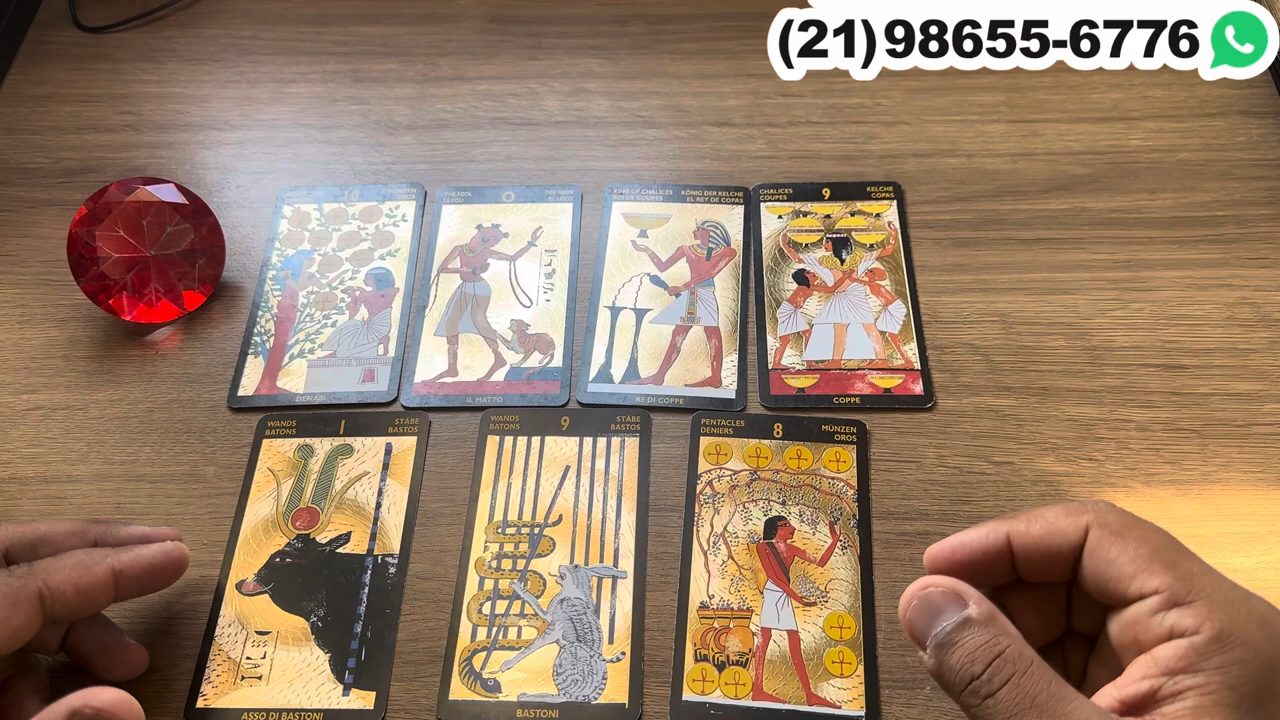 (21)98655-6776
10
DENARI
THE FOOL
LE FOU
0
DER NARR
EL LOCO
IL MATTO
KING OF CHALICES
ROI DE COUPES
KÖNIG DER KELCHE
EL REY DE COPAS
RE DI COPPE
CHALICES
COUPES
9
KELCHE
COPAS
COPPE
WANDS
BATONS
1
STÄBE
BASTOS
ASSO DI BASTONI
WANDS
BATONS
9
STÄBE
BASTOS
BASTONI
PENTACLES
DENIERS
8
MÜNZEN
OROS